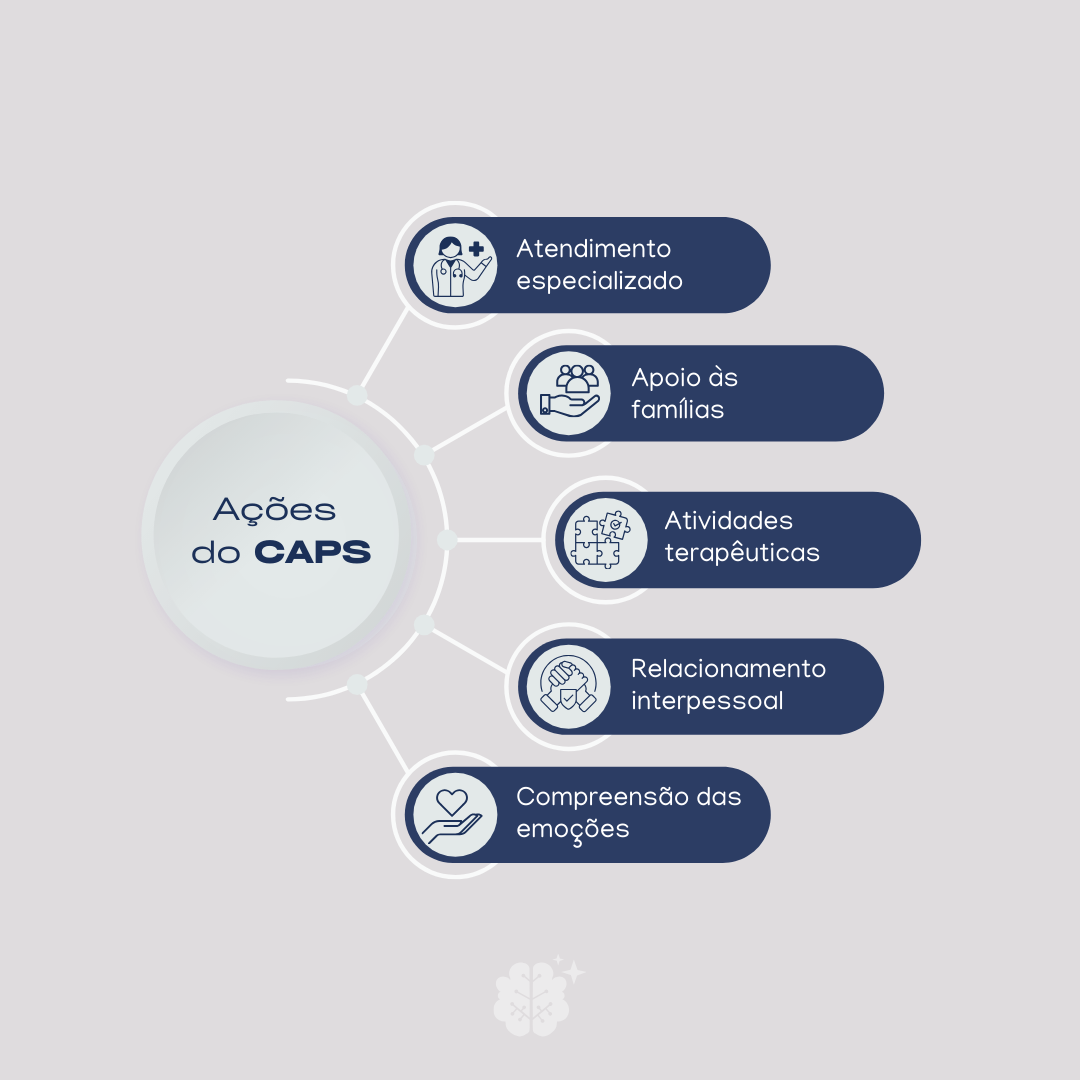 Ações
do CAPS
Atendimento
especializado
Apoio às
famílias
Atividades
terapêuticas
Relacionamento
interpessoal
Compreensão das
emoções